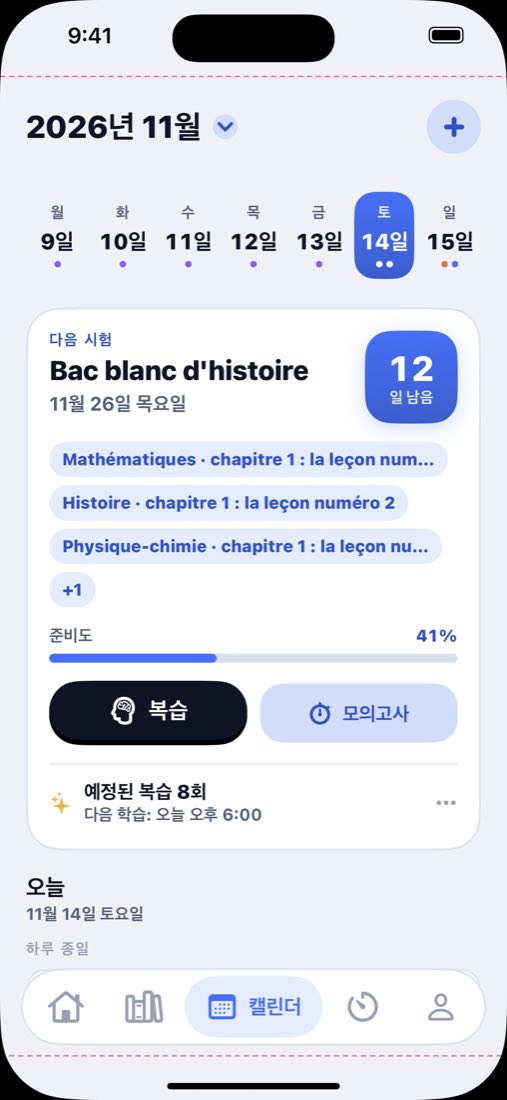 9:41
2026년 11월
월 화 수 목 금 토 일
9일 10일 11일 12일 13일 14일 15일
다음 시험
Bac blanc d'histoire
11월 26일 목요일
12
일 남음
Mathématiques · chapitre 1 : la leçon num...
Histoire · chapitre 1 : la leçon numéro 2
Physique-chimie · chapitre 1 : la leçon nu...
+1
준비도 41%
복습 모의고사
예정된 복습 8회
다음 학습: 오늘 오후 6:00
오늘
11월 14일 토요일
하루 종일
캘린더